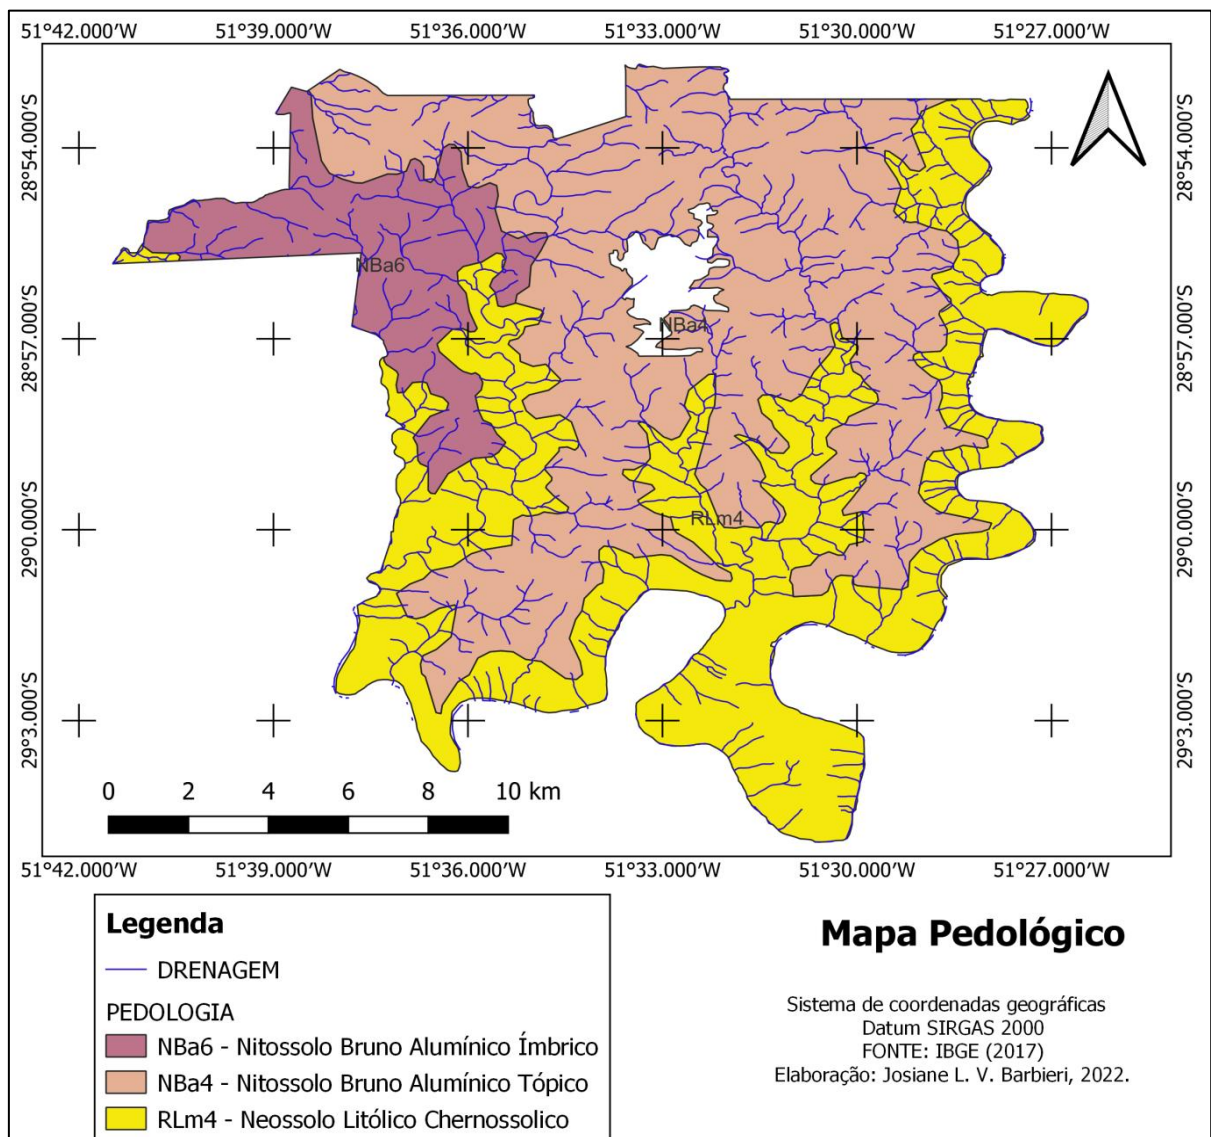 51°42.000'W 51°39.000'W 51°36.000'W 51°33.000'W 51°30.000'W 51°27.000'W
28°54.000'S 28°54.000'S
NBa6
NBa4
28°57.000'S 28°57.000'S
RLm4
29°0.000'S 29°0.000'S
29°3.000'S 29°3.000'S
0 2 4 6 8 10 km
51°42.000'W 51°39.000'W 51°36.000'W 51°33.000'W 51°30.000'W 51°27.000'W
Legenda
DRENAGEM
PEDOLOGIA
NBa6 - Nitossolo Bruno Alumínico Ímbrico
NBa4 - Nitossolo Bruno Alumínico Tópico
RLm4 - Neossolo Litólico Chernossolico
Mapa Pedológico
Sistema de coordenadas geográficas
Datum SIRGAS 2000
FONTE: IBGE (2017)
Elaboração: Josiane L. V. Barbieri, 2022.